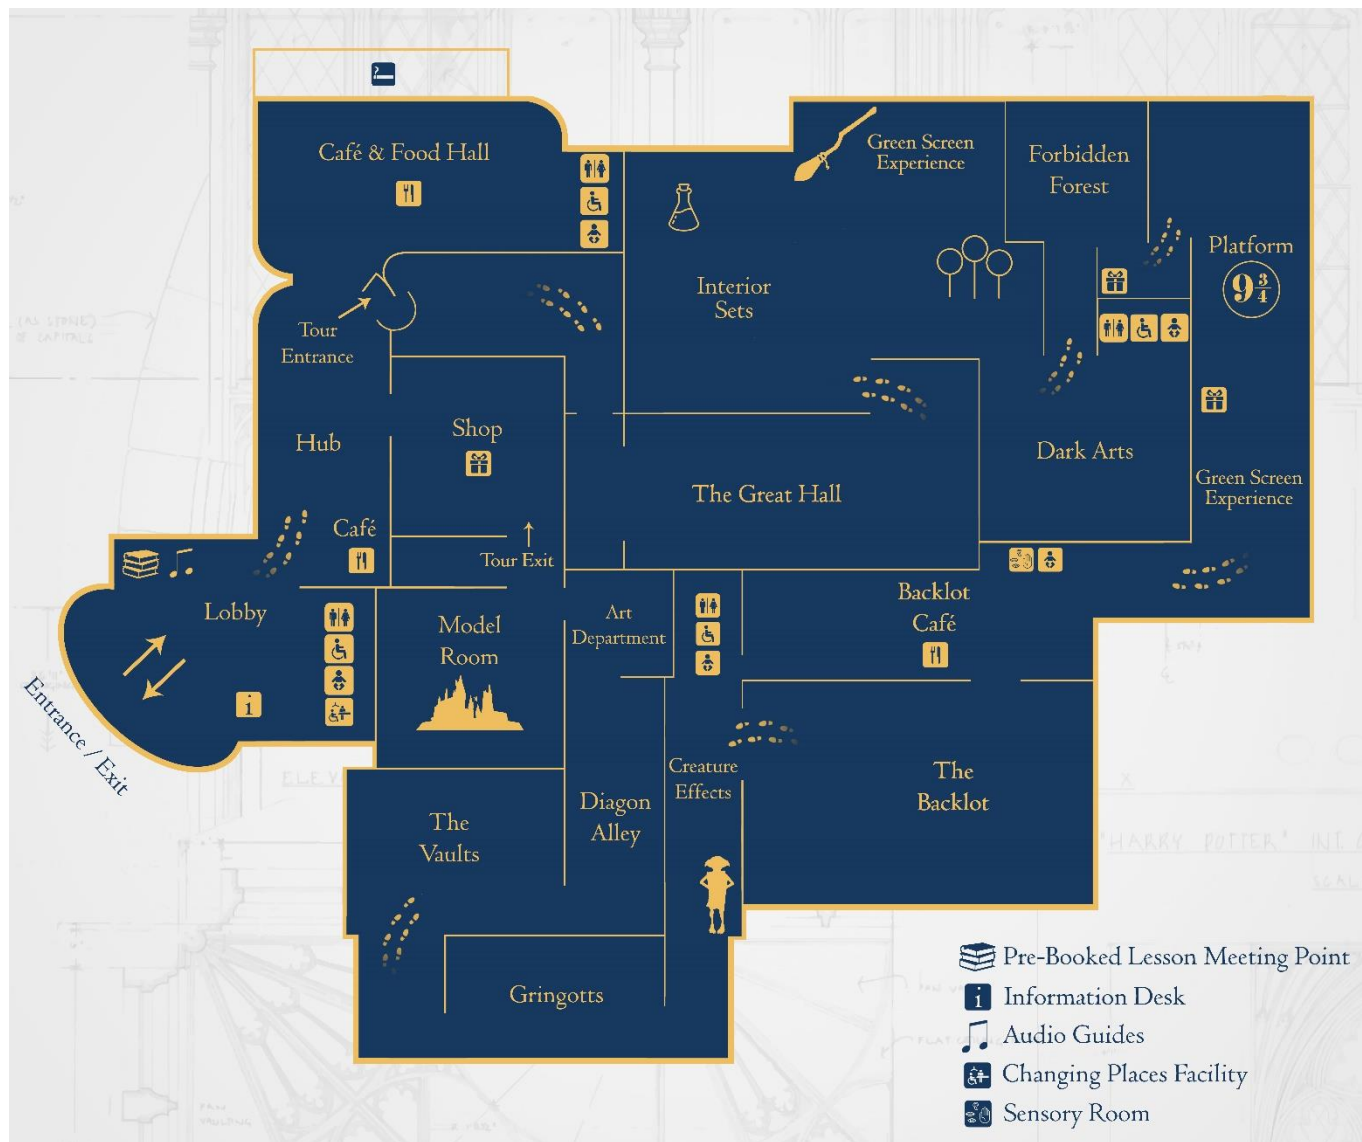 Café & Food Hall
Green Screen
Experience
Forbidden
Forest
Platform
9¾
Interior
Sets
Tour
Entrance
Hub
Shop
Café
Tour Exit
The Great Hall
Dark Arts
Green Screen
Experience
Lobby
Entrance / Exit
i
Model
Room
Art
Department
Backlot
Café
Creature
Effects
The
Backlot
Diagon
Alley
The
Vaults
Gringotts
Pre-Booked Lesson Meeting Point
i Information Desk
Audio Guides
Changing Places Facility
Sensory Room
"HARRY POTTER"